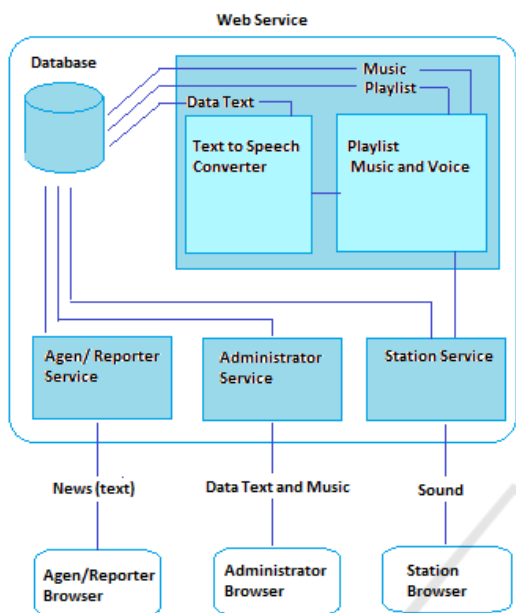 Web Service
Database
Music
Playlist
Data Text
Text to Speech
Converter
Playlist
Music and Voice
Agen/ Reporter
Service
Administrator
Service
Station Service
News (text)
Data Text and Music
Sound
Agen/Reporter
Browser
Administrator
Browser
Station
Browser